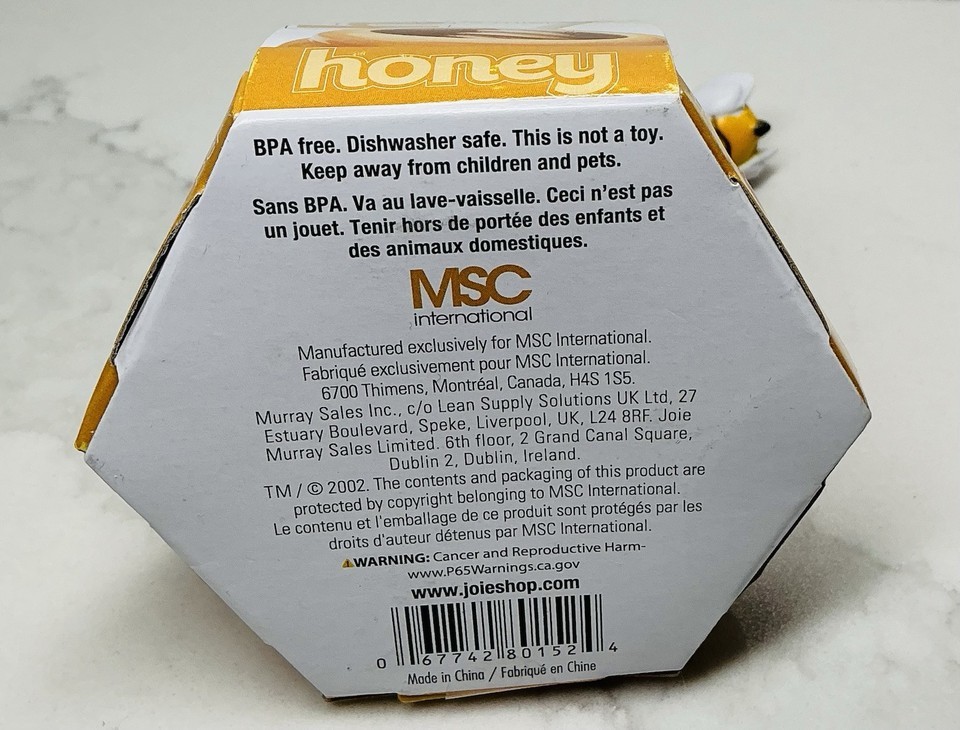 honey
BPA free. Dishwasher safe. This is not a toy.
Keep away from children and pets.
Sans BPA. Va au lave-vaisselle. Ceci n'est pas
un jouet. Tenir hors de portée des enfants et
des animaux domestiques.
MSC
international
Manufactured exclusively for MSC International.
Fabriqué exclusivement pour MSC International.
6700 Thimens, Montréal, Canada, H4S 1S5.
Murray Sales Inc., c/o Lean Supply Solutions UK Ltd, 27
Estuary Boulevard, Speke, Liverpool, UK, L24 8RF. Joie
Murray Sales Limited. 6th floor, 2 Grand Canal Square,
Dublin 2, Dublin, Ireland.
TM / © 2002. The contents and packaging of this product are
protected by copyright belonging to MSC International.
Le contenu et l'emballage de ce produit sont protégés par les
droits d'auteur détenus par MSC International.
⚠WARNING: Cancer and Reproductive Harm-
www.P65Warnings.ca.gov
www.joieshop.com
0 67742 80152 4
Made in China / Fabriqué en Chine